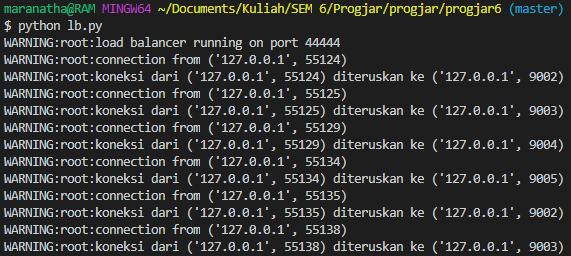 maranatha@RAM MINGW64 ~/Documents/Kuliah/SEM 6/Progjar/progjar/progjar6 (master)
$ python lb.py
WARNING:root:load balancer running on port 44444
WARNING:root:connection from ('127.0.0.1', 55124)
WARNING:root:koneksi dari ('127.0.0.1', 55124) diteruskan ke ('127.0.0.1', 9002)
WARNING:root:connection from ('127.0.0.1', 55125)
WARNING:root:koneksi dari ('127.0.0.1', 55125) diteruskan ke ('127.0.0.1', 9003)
WARNING:root:connection from ('127.0.0.1', 55129)
WARNING:root:koneksi dari ('127.0.0.1', 55129) diteruskan ke ('127.0.0.1', 9004)
WARNING:root:connection from ('127.0.0.1', 55134)
WARNING:root:koneksi dari ('127.0.0.1', 55134) diteruskan ke ('127.0.0.1', 9005)
WARNING:root:connection from ('127.0.0.1', 55135)
WARNING:root:koneksi dari ('127.0.0.1', 55135) diteruskan ke ('127.0.0.1', 9002)
WARNING:root:connection from ('127.0.0.1', 55138)
WARNING:root:koneksi dari ('127.0.0.1', 55138) diteruskan ke ('127.0.0.1', 9003)